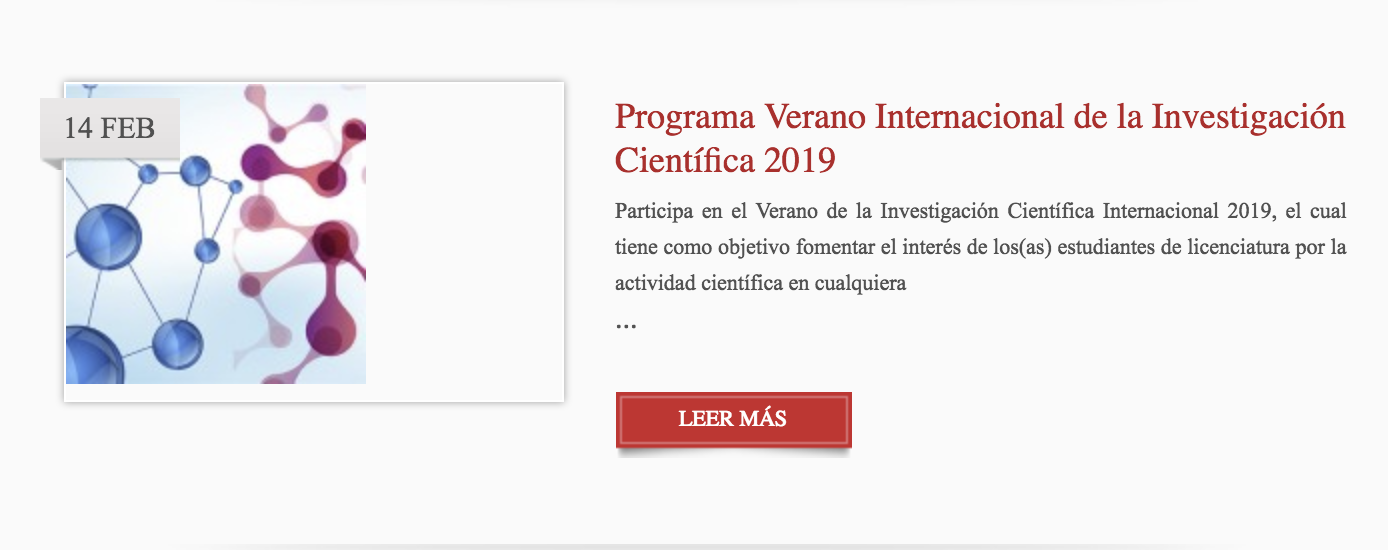 14 FEB
Programa Verano Internacional de la Investigación
Científica 2019
Participa en el Verano de la Investigación Científica Internacional 2019, el cual
tiene como objetivo fomentar el interés de los(as) estudiantes de licenciatura por la
actividad científica en cualquiera
...
LEER MÁS